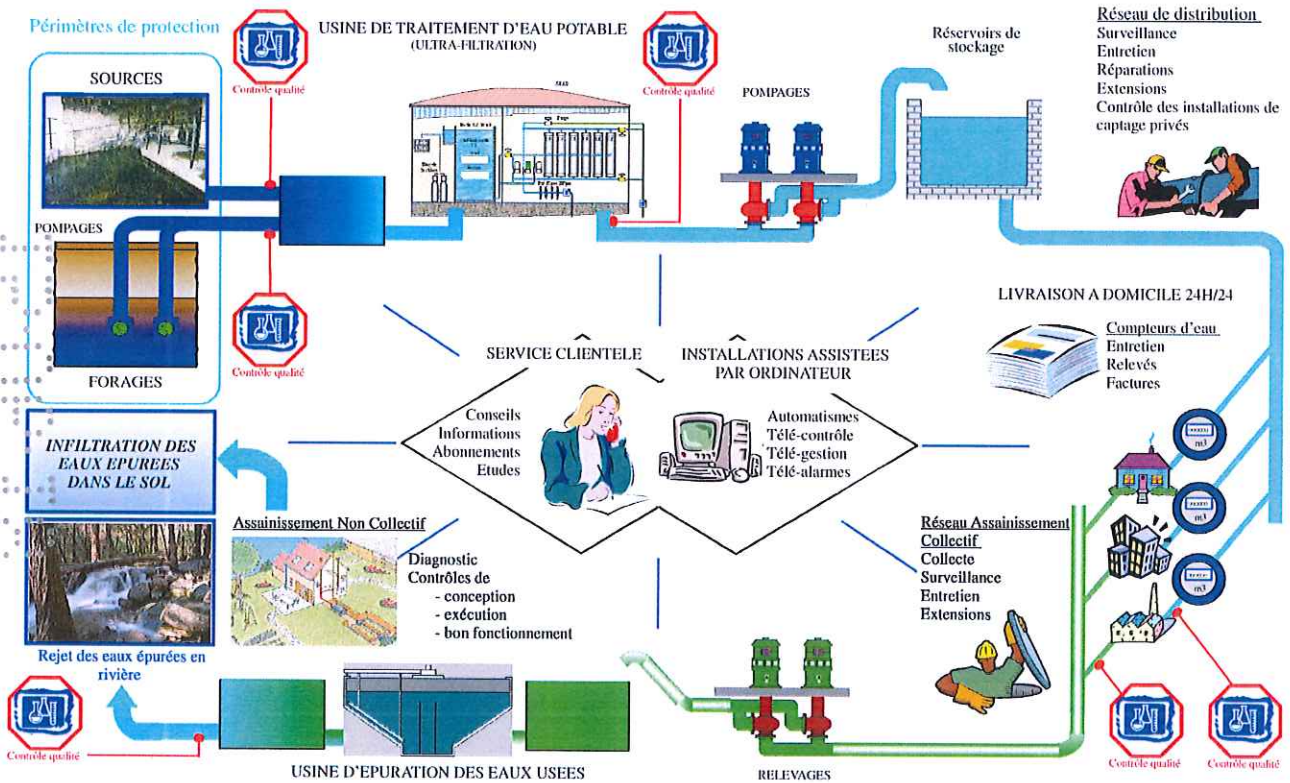 Périmètres de protection
SOURCES
POMPAGES
FORAGES
Contrôle qualité
Contrôle qualité
USINE DE TRAITEMENT D'EAU POTABLE
(ULTRA-FILTRATION)
Contrôle qualité
POMPAGES
Réservoirs de
stockage
Réseau de distribution
Surveillance
Entretien
Réparations
Extensions
Contrôle des installations de
captage privés
LIVRAISON A DOMICILE 24H/24
Compteurs d'eau
Entretien
Relevés
Factures
m3
m3
m3
SERVICE CLIENTELE
Conseils
Informations
Abonnements
Etudes
INSTALLATIONS ASSISTEES
PAR ORDINATEUR
Automatismes
Télé-contrôle
Télé-gestion
Télé-alarmes
INFILTRATION DES
EAUX EPUREES
DANS LE SOL
Assainissement Non Collectif
Diagnostic
Contrôles de
- conception
- exécution
- bon fonctionnement
Réseau Assainissement
Collectif
Collecte
Surveillance
Entretien
Extensions
Rejet des eaux épurées en
rivière
Contrôle qualité
USINE D'EPURATION DES EAUX USEES
RELEVAGES
Contrôle qualité
Contrôle qualité